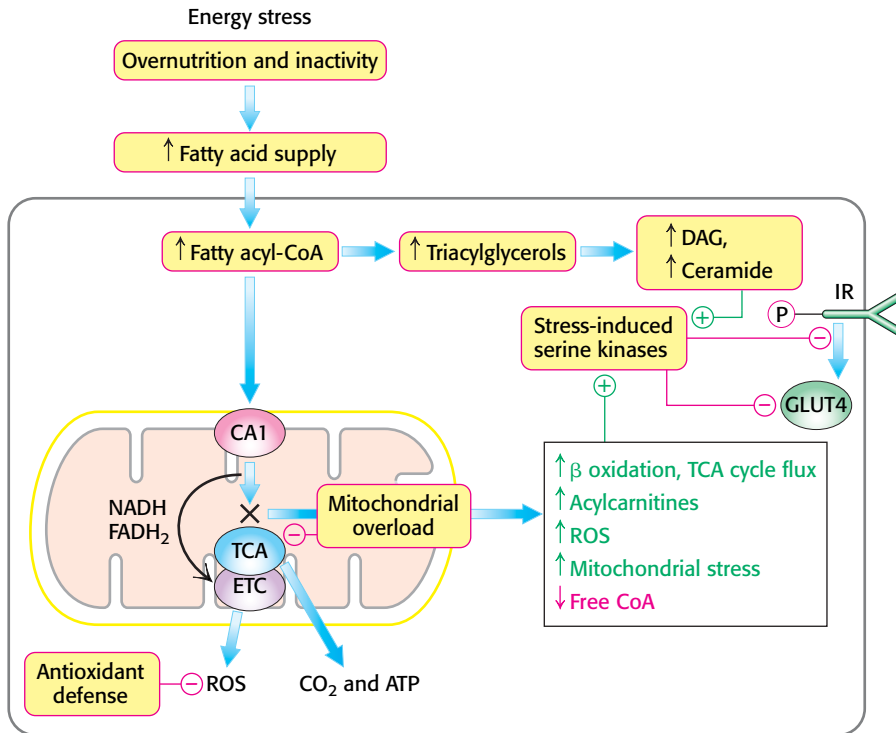 Energy stress
Overnutrition and inactivity
↑ Fatty acid supply
↑ Fatty acyl-CoA
↑ Triacylglycerols
↑ DAG,
↑ Ceramide
IR
P
+
−
Stress-induced
serine kinases
+
−
GLUT4
CA1
NADH
FADH₂
×
Mitochondrial
overload
−
TCA
ETC
↑ β oxidation, TCA cycle flux
↑ Acylcarnitines
↑ ROS
↑ Mitochondrial stress
↓ Free CoA
Antioxidant
defense
−
ROS
CO₂ and ATP